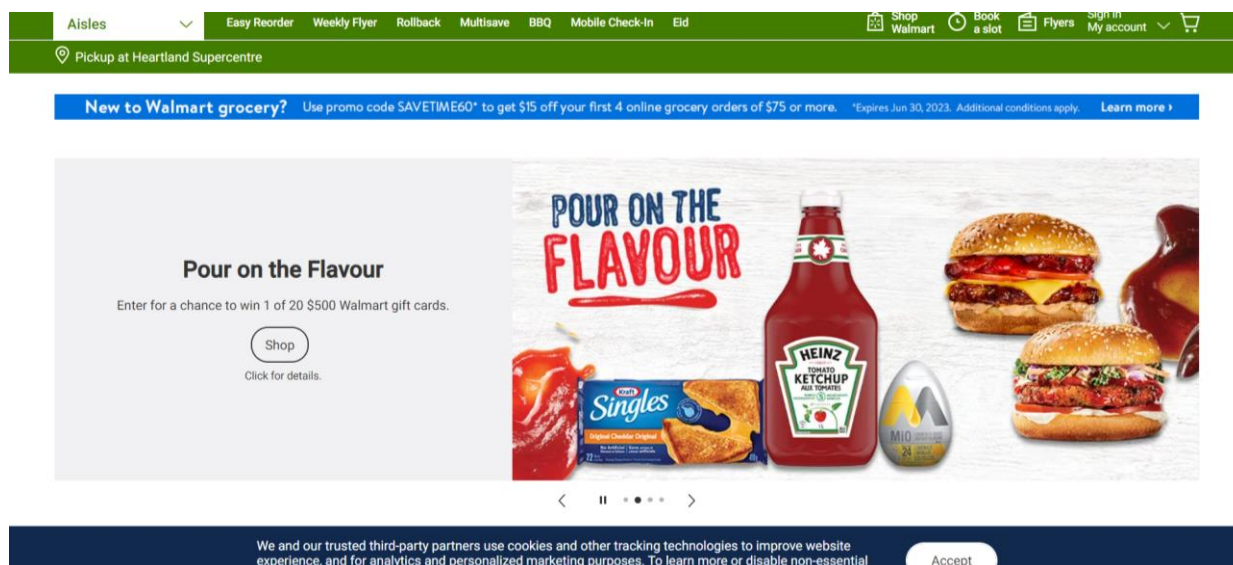 Aisles
Easy Reorder Weekly Flyer Rollback Multisave BBQ Mobile Check-In Eid
Shop Walmart
Book a slot
Flyers
Sign in
My account
Pickup at Heartland Supercentre
New to Walmart grocery? Use promo code SAVETIME60* to get $15 off your first 4 online grocery orders of $75 or more. *Expires Jun 30, 2023. Additional conditions apply. Learn more ›
Pour on the Flavour
Enter for a chance to win 1 of 20 $500 Walmart gift cards.
Shop
Click for details.
POUR ON THE
FLAVOUR
HEINZ
TOMATO
KETCHUP
AUX TOMATES
Kraft
Singles
Original Cheddar Original
72
MiO
24
We and our trusted third-party partners use cookies and other tracking technologies to improve website
experience, and for analytics and personalized marketing purposes. To learn more or disable non-essential
Accept